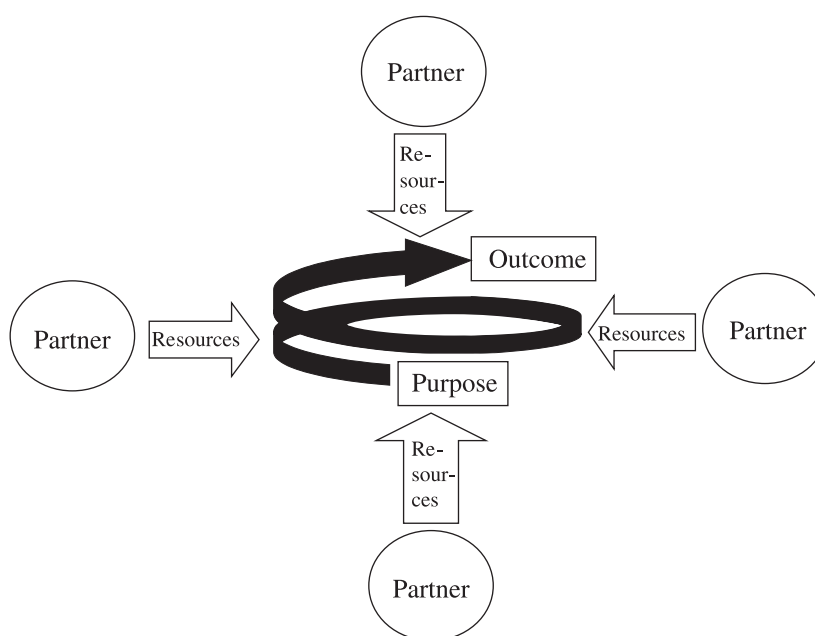 Partner
Re-
sour-
ces
Outcome
Partner
Resources
Resources
Partner
Purpose
Re-
sour-
ces
Partner